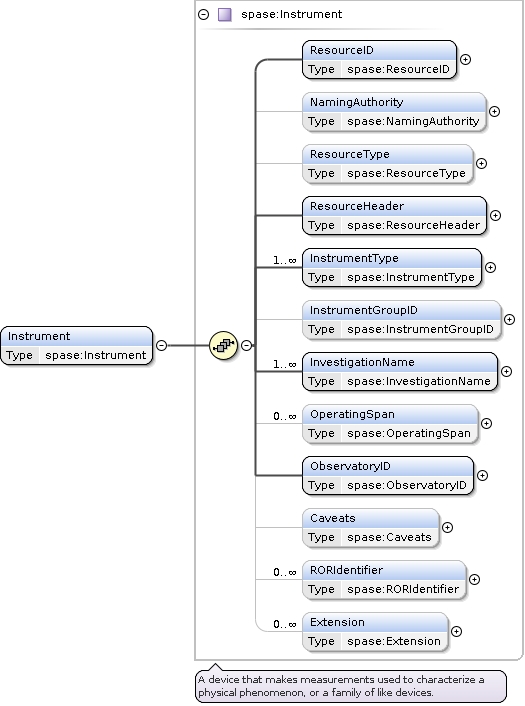 spase:Instrument
ResourceID
Type spase:ResourceID
NamingAuthority
Type spase:NamingAuthority
ResourceType
Type spase:ResourceType
ResourceHeader
Type spase:ResourceHeader
1..∞
InstrumentType
Type spase:InstrumentType
InstrumentGroupID
Type spase:InstrumentGroupID
Instrument
Type spase:Instrument
1..∞
InvestigationName
Type spase:InvestigationName
0..∞
OperatingSpan
Type spase:OperatingSpan
ObservatoryID
Type spase:ObservatoryID
Caveats
Type spase:Caveats
0..∞
RORIdentifier
Type spase:RORIdentifier
0..∞
Extension
Type spase:Extension
A device that makes measurements used to characterize a
physical phenomenon, or a family of like devices.